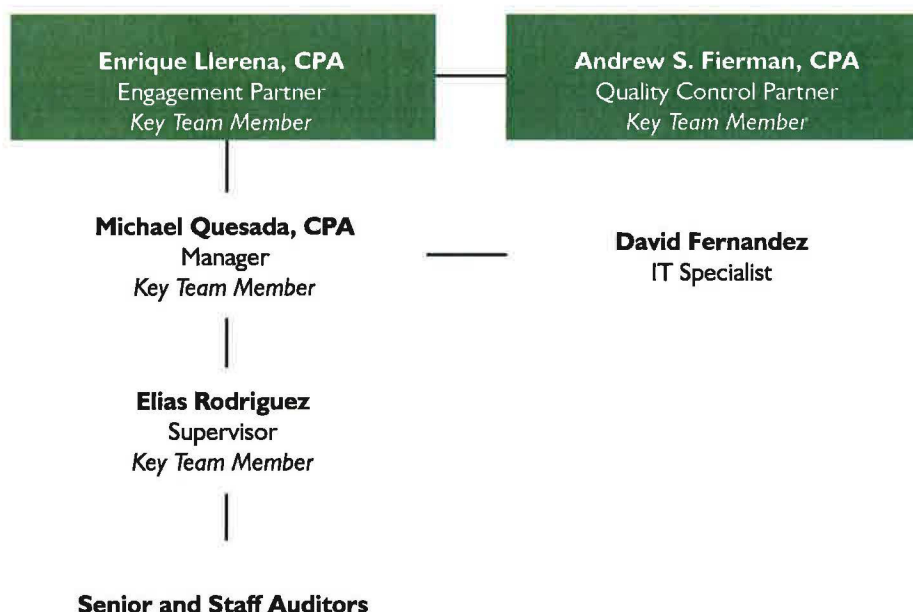 Enrique Llerena, CPA
Engagement Partner
Key Team Member
Andrew S. Fierman, CPA
Quality Control Partner
Key Team Member
Michael Quesada, CPA
Manager
Key Team Member
David Fernandez
IT Specialist
Elias Rodriguez
Supervisor
Key Team Member
Senior and Staff Auditors